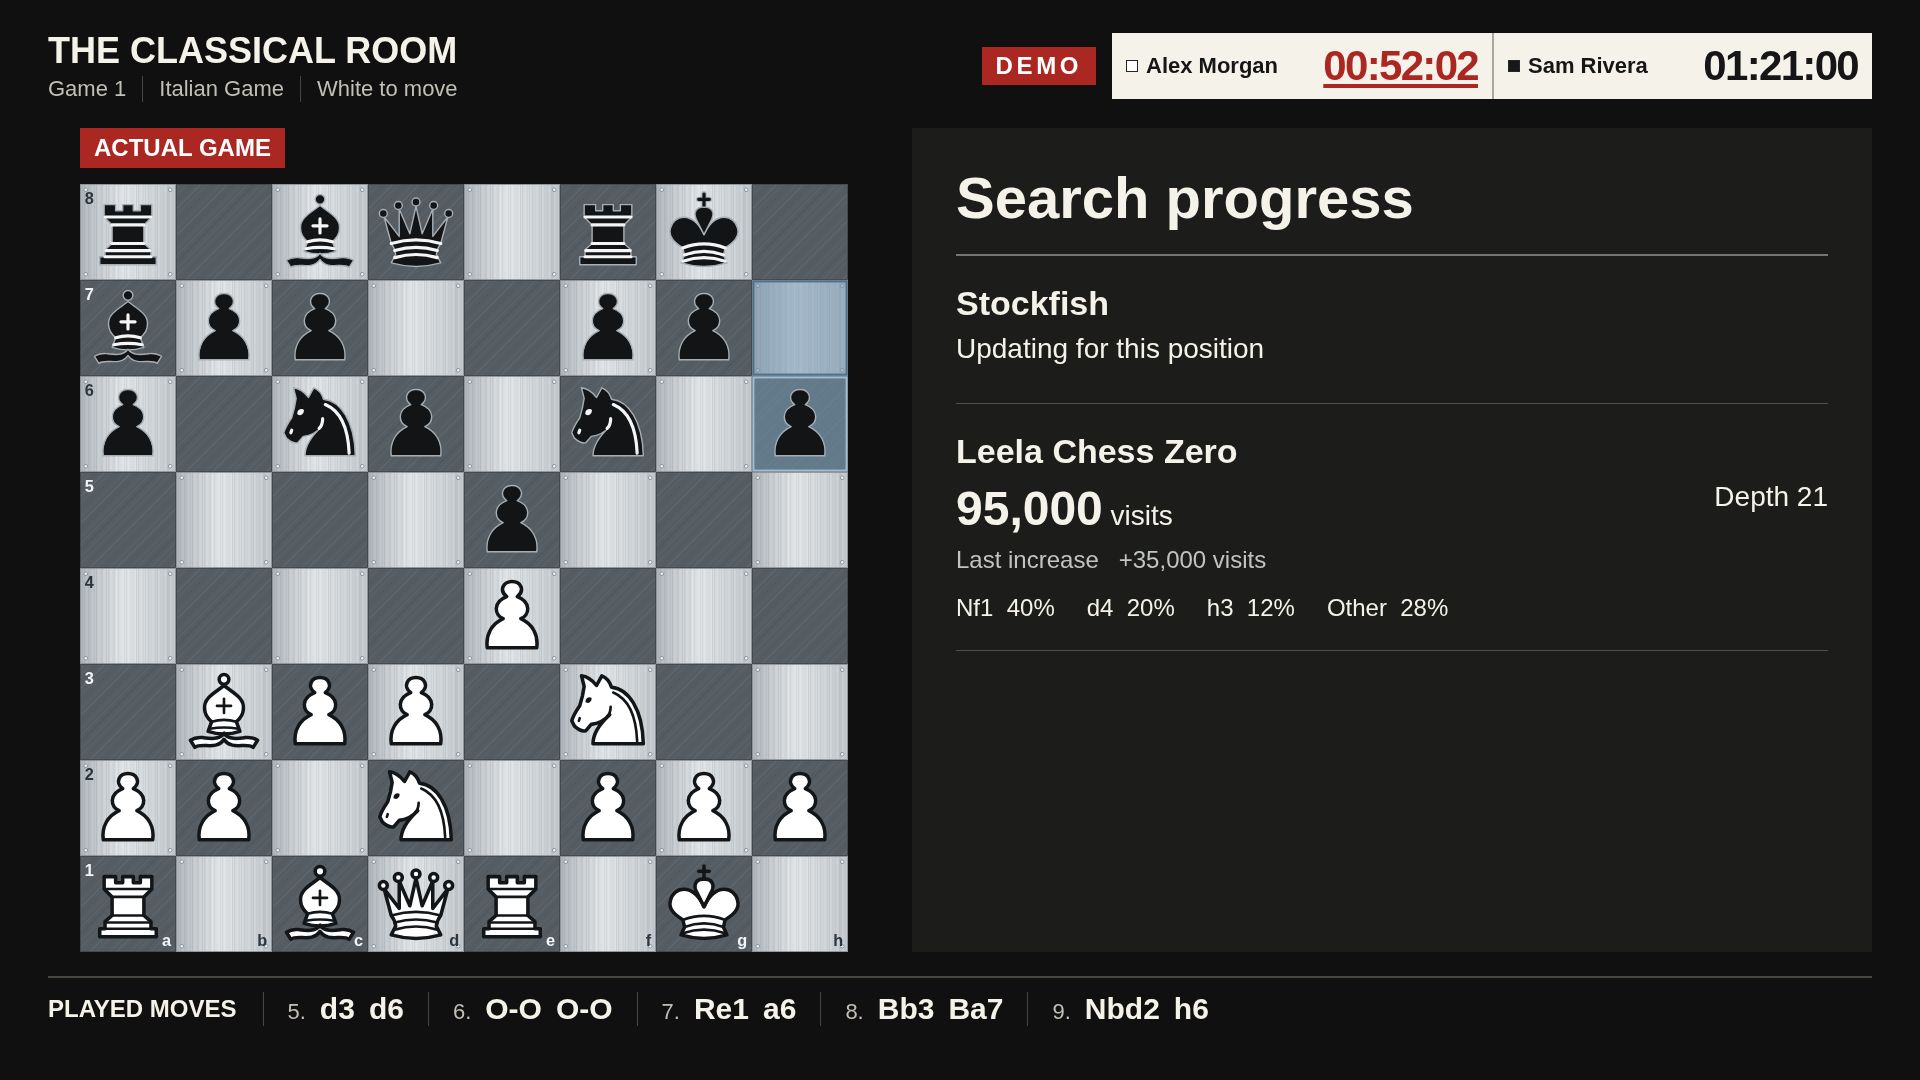 THE CLASSICAL ROOM
Game 1 Italian Game White to move
DEMO
Alex Morgan 00:52:02 Sam Rivera 01:21:00
ACTUAL GAME
8
7
6
5
4
3
2
1
a b c d e f g h
Search progress
Stockfish
Updating for this position
Leela Chess Zero
95,000 visits
Depth 21
Last increase +35,000 visits
Nf1 40% d4 20% h3 12% Other 28%
PLAYED MOVES 5. d3 d6 6. O-O O-O 7. Re1 a6 8. Bb3 Ba7 9. Nbd2 h6